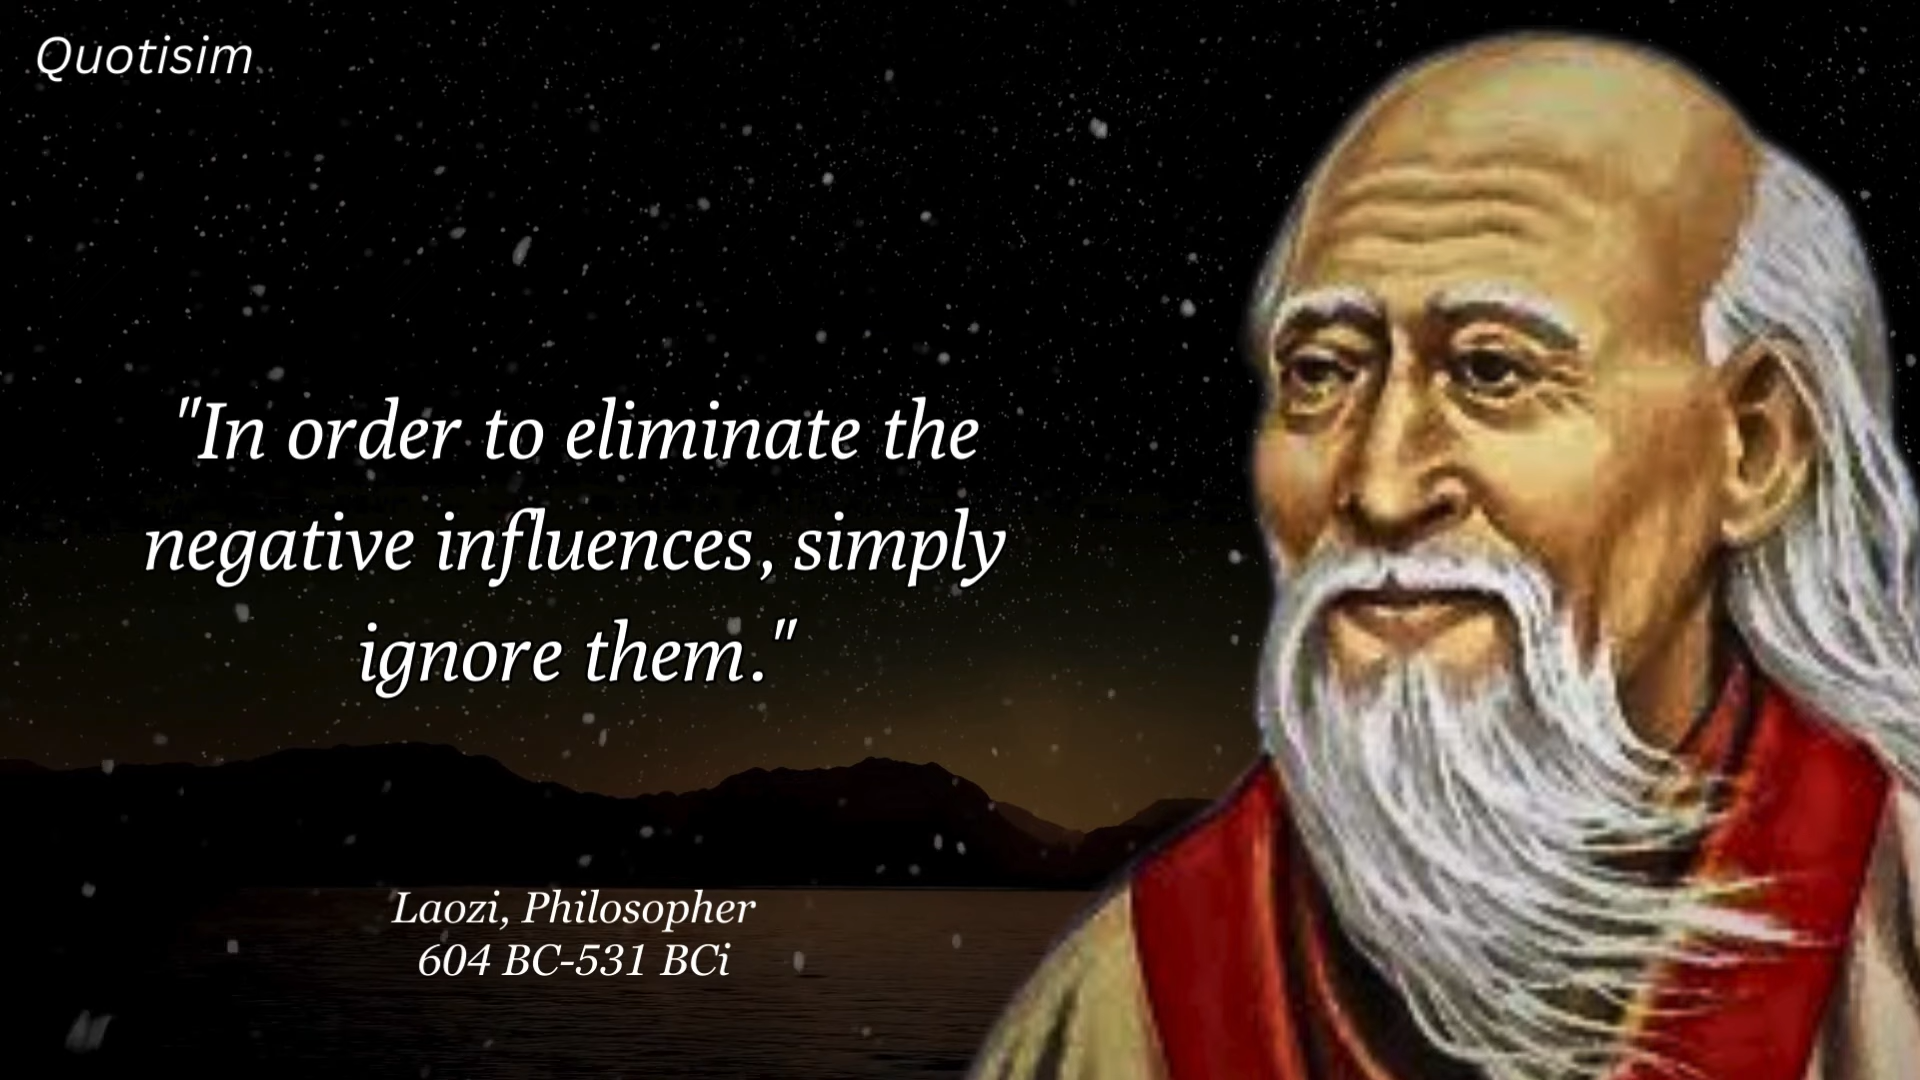 Quotisim
"In order to eliminate the
negative influences, simply
ignore them."
Laozi, Philosopher
604 BC-531 BCi